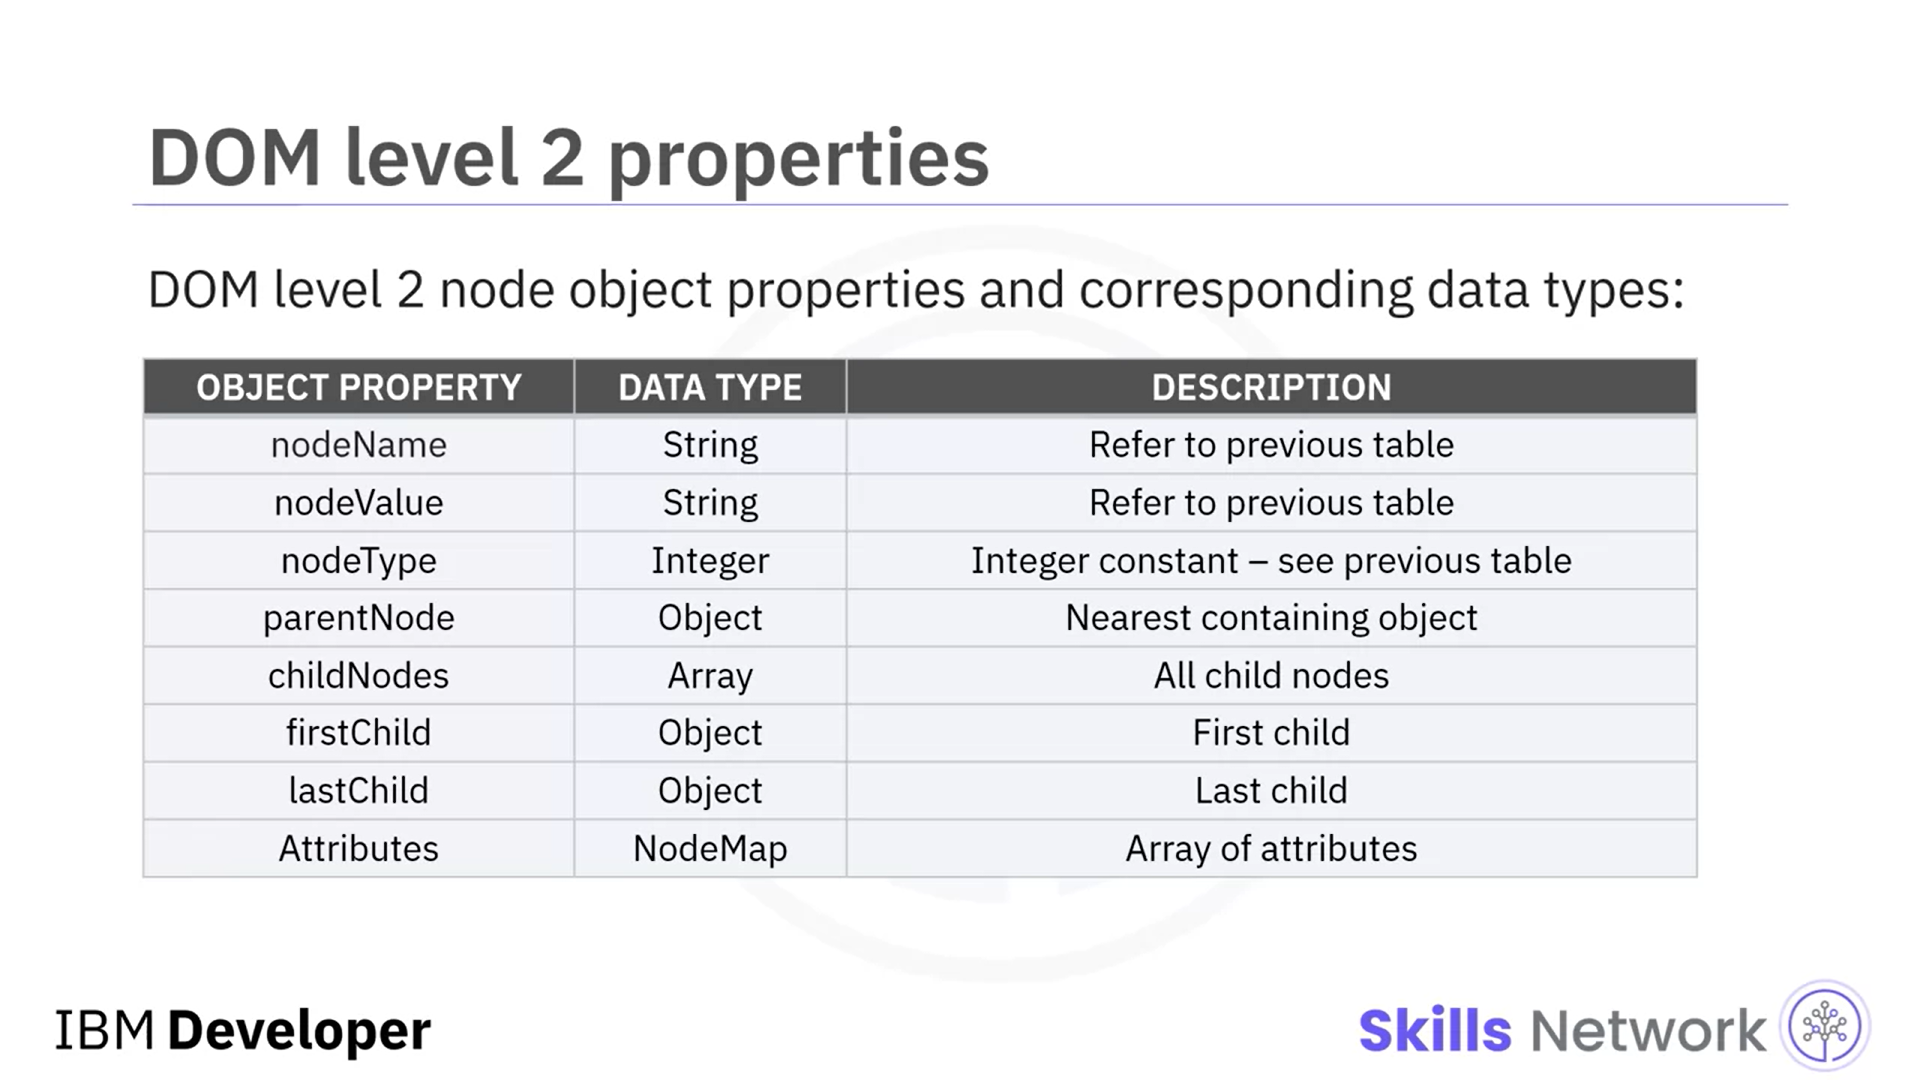 DOM level 2 properties
DOM level 2 node object properties and corresponding data types:
OBJECT PROPERTY DATA TYPE DESCRIPTION
nodeName String Refer to previous table
nodeValue String Refer to previous table
nodeType Integer Integer constant – see previous table
parentNode Object Nearest containing object
childNodes Array All child nodes
firstChild Object First child
lastChild Object Last child
Attributes NodeMap Array of attributes
IBM Developer
Skills Network